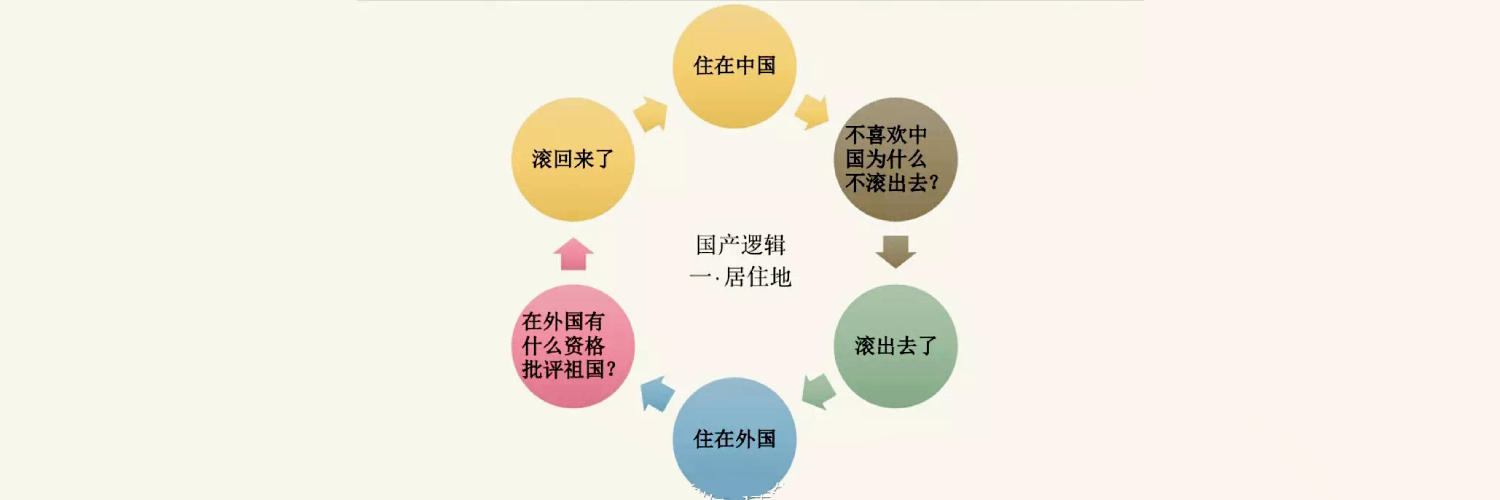 住在中国
不喜欢中
国为什么
不滚出去？
滚出去了
住在外国
在外国有
什么资格
批评祖国？
滚回来了
国产逻辑
一·居住地